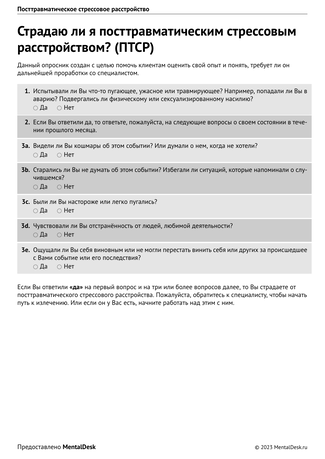 Посттравматическое стрессовое расстройство
Страдаю ли я посттравматическим стрессовым
расстройством? (ПТСР)
Данный опросник создан с целью помочь клиентам оценить свой опыт и понять, требует ли он
дальнейшей проработки со специалистом.
1. Испытывали ли Вы что-то пугающее, ужасное или травмирующее? Например, попадали ли Вы в
аварию? Подвергались ли физическому или сексуализированному насилию?
Да Нет
2. Если Вы ответили да, то ответьте, пожалуйста, на следующие вопросы о своем состоянии в тече-
нии прошлого месяца.
3a. Видели ли Вы кошмары об этом событии? Или думали о нем, когда не хотели?
Да Нет
3b. Старались ли Вы не думать об этом событии? Избегали ли ситуаций, которые напоминали о слу-
чившемся?
Да Нет
3c. Были ли Вы настороже или легко пугались?
Да Нет
3d. Чувствовали ли Вы отстранённость от людей, любимой деятельности?
Да Нет
3e. Ощущали ли Вы себя виновным или не могли перестать винить себя или других за происшедшее
с Вами событие или его последствия?
Да Нет
Если Вы ответили «да» на первый вопрос и на три или более вопросов далее, то Вы страдаете от
посттравматического стрессового расстройства. Пожалуйста, обратитесь к специалисту, чтобы начать
путь к излечению. Или если он у Вас есть, начните работать над этим с ним.
Предоставлено MentalDesk
© 2023 MentalDesk.ru